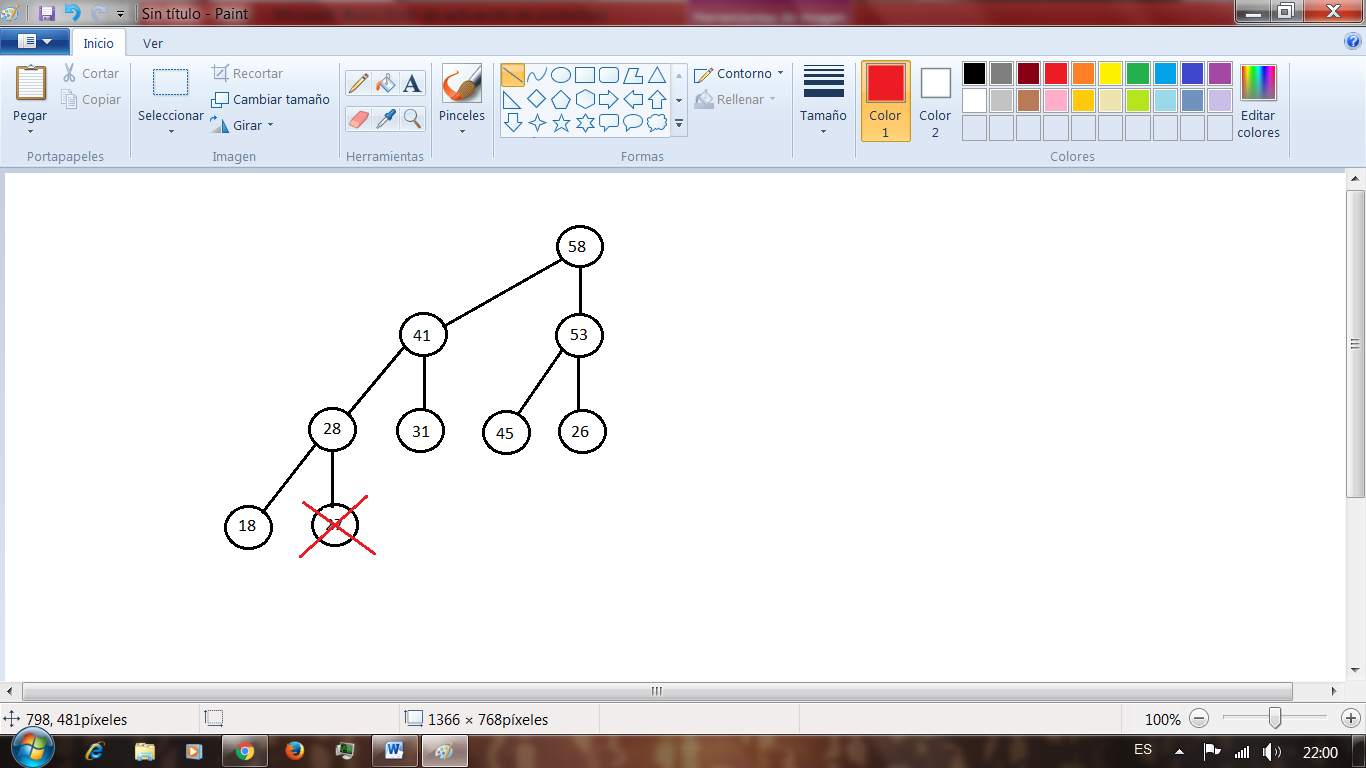 Sin título - Paint
Inicio
Ver
Pegar
Cortar
Copiar
Portapapeles
Seleccionar
Recortar
Cambiar tamaño
Girar
Imagen
A
Herramientas
Pinceles
Contorno
Rellenar
Formas
Tamaño
Color
1
Color
2
Editar
colores
Colores
58
41
53
28
31
45
26
18
798, 481píxeles
1366 × 768píxeles
100%
ES
22:00